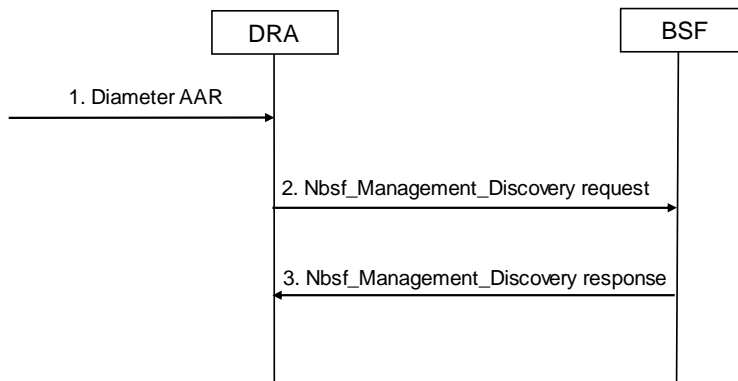 DRA
BSF
1. Diameter AAR
2. Nbsf_Management_Discovery request
3. Nbsf_Management_Discovery response